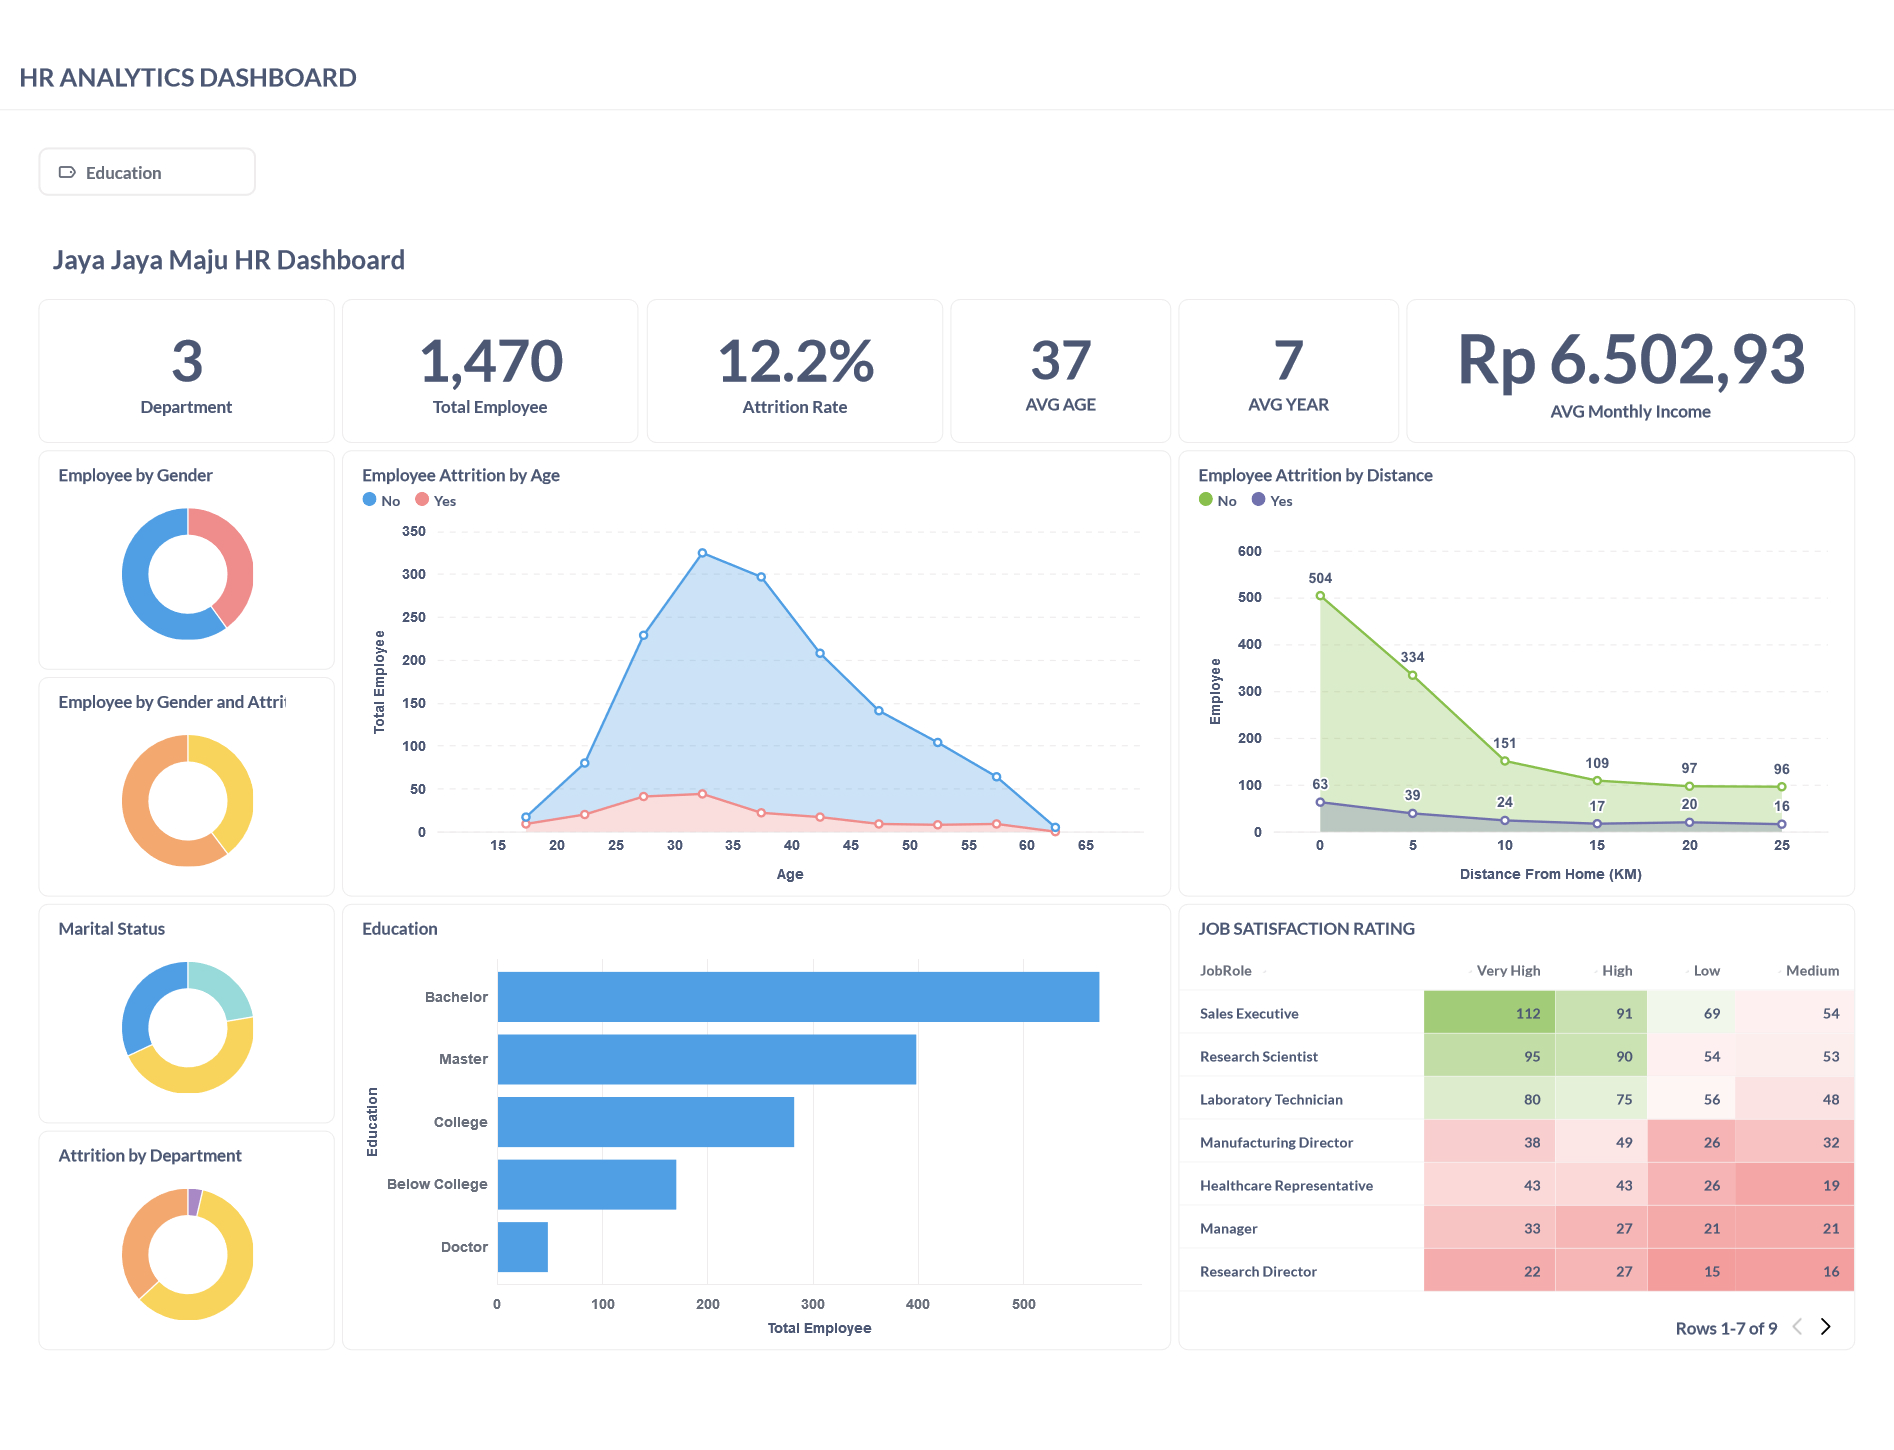 HR ANALYTICS DASHBOARD
Education
Jaya Jaya Maju HR Dashboard
3
Department
1,470
Total Employee
12.2%
Attrition Rate
37
AVG AGE
7
AVG YEAR
Rp 6.502,93
AVG Monthly Income
Employee by Gender
Employee by Gender and Attrit
Marital Status
Attrition by Department
Employee Attrition by Age
No Yes
350
300
250
200
150
100
50
0
Total Employee
15 20 25 30 35 40 45 50 55 60 65
Age
Employee Attrition by Distance
No Yes
600
500
400
300
200
100
0
Employee
504
334
151
109
97
96
63
39
24
17
20
16
0 5 10 15 20 25
Distance From Home (KM)
Education
Education
Bachelor
Master
College
Below College
Doctor
0 100 200 300 400 500
Total Employee
JOB SATISFACTION RATING
JobRole Very High High Low Medium
Sales Executive 112 91 69 54
Research Scientist 95 90 54 53
Laboratory Technician 80 75 56 48
Manufacturing Director 38 49 26 32
Healthcare Representative 43 43 26 19
Manager 33 27 21 21
Research Director 22 27 15 16
Rows 1-7 of 9